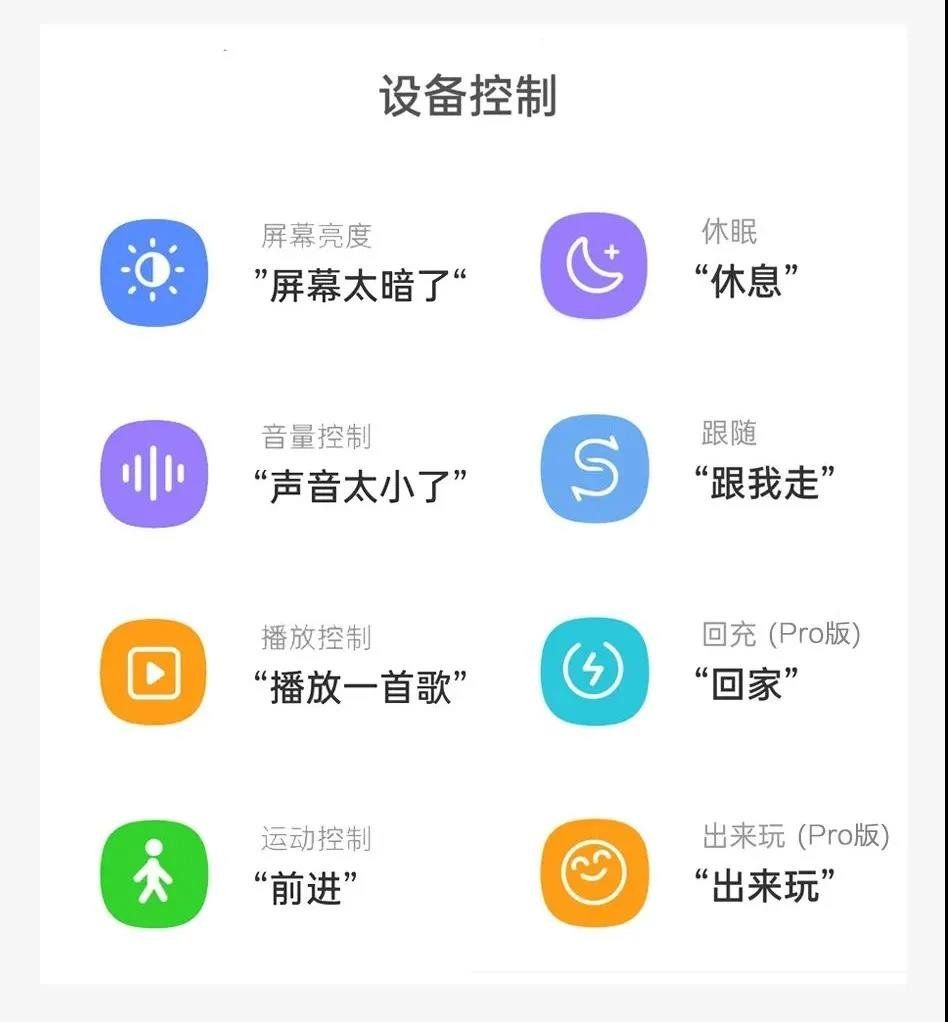 设备控制
屏幕亮度
”屏幕太暗了“
休眠
“休息”
音量控制
“声音太小了”
跟随
“跟我走”
播放控制
“播放一首歌”
回充 (Pro版)
“回家”
运动控制
“前进”
出来玩 (Pro版)
“出来玩”